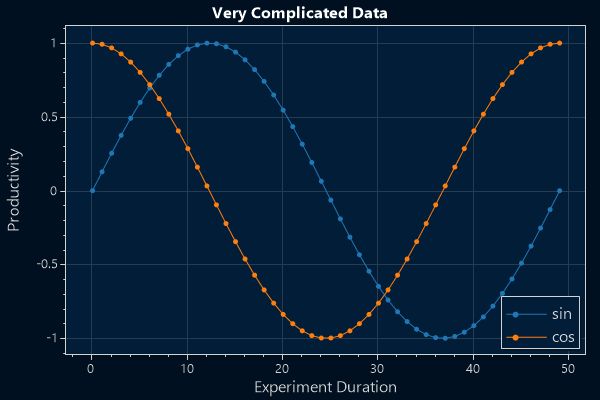 Very Complicated Data
Productivity
1
0.5
0
-0.5
-1
0
10
20
30
40
50
Experiment Duration
sin
cos